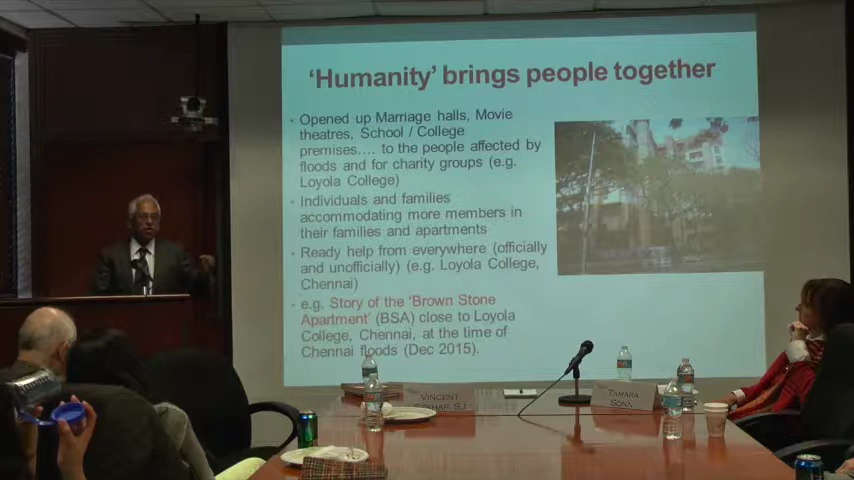 'Humanity' brings people together
• Opened up Marriage halls, Movie
theatres, School / College
premises.... to the people affected by
floods and for charity groups (e.g.
Loyola College)
• Individuals and families
accommodating more members in
their families and apartments
• Ready help from everywhere (officially
and unofficially) (e.g. Loyola College,
Chennai)
• e.g. Story of the 'Brown Stone
Apartment' (BSA) close to Loyola
College, Chennai, at the time of
Chennai floods (Dec 2015).
VINCENT
SEKHAR, SJ
TAMARA
SONN